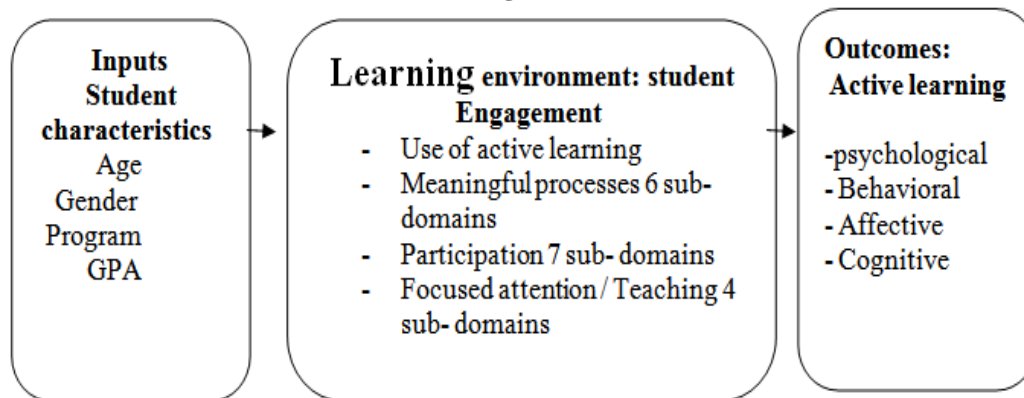 Inputs
Student
characteristics
Age
Gender
Program
GPA
Learning environment: student
Engagement
- Use of active learning
- Meaningful processes 6 sub-
domains
- Participation 7 sub- domains
- Focused attention / Teaching 4
sub- domains
Outcomes:
Active learning
-psychological
- Behavioral
- Affective
- Cognitive